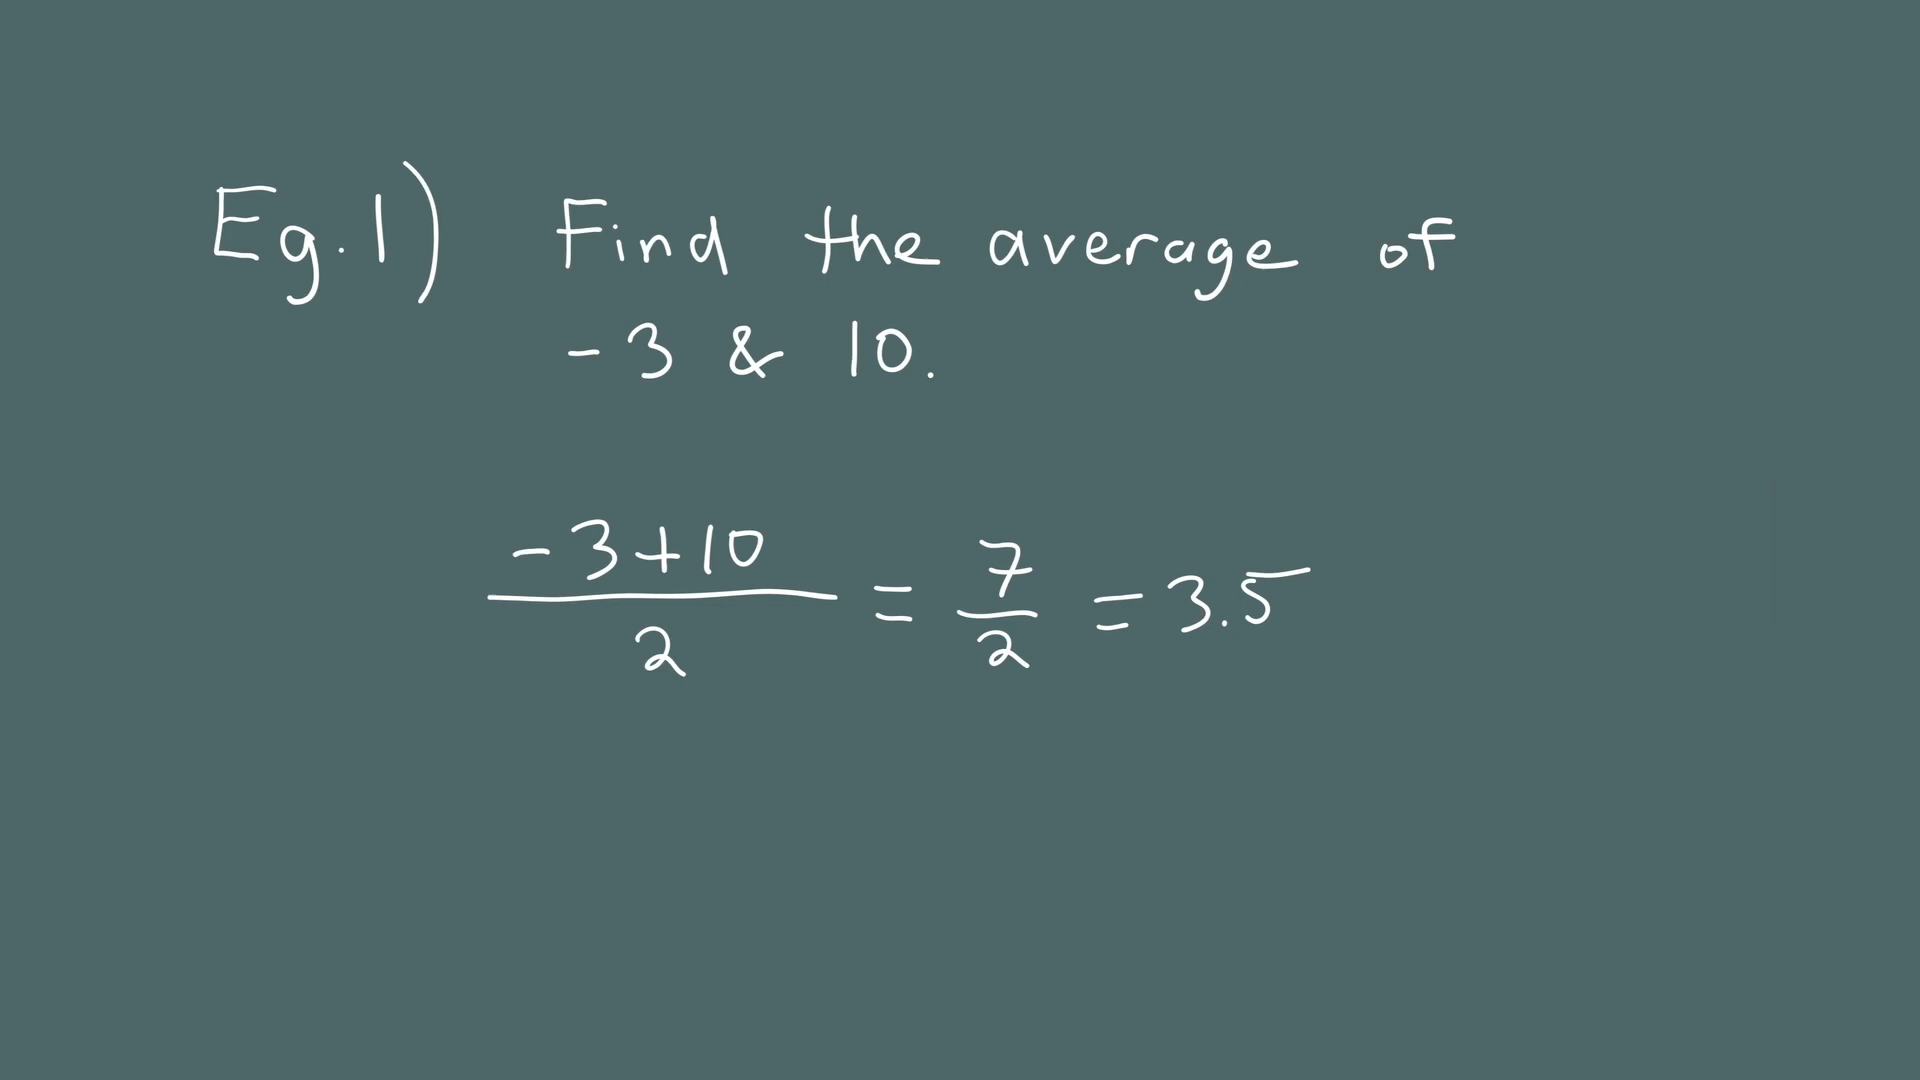 Eg.1) Find the average of
-3 & 10.
(-3+10)/2 = 7/2 = 3.5